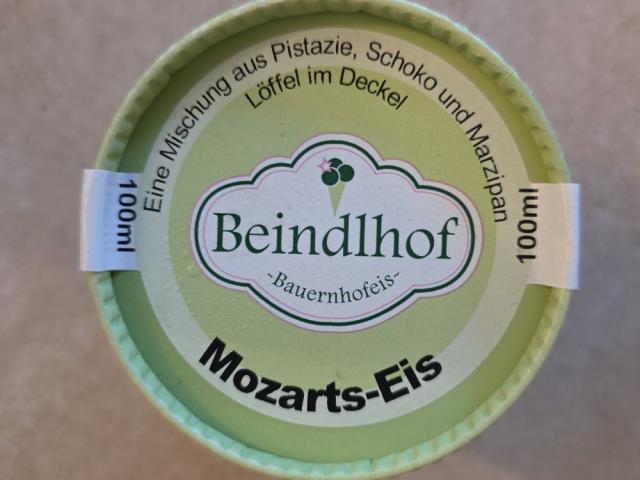 Eine Mischung aus Pistazie, Schoko und Marzipan
Löffel im Deckel
100ml
100ml
Beindlhof
-Bauernhofeis-
Mozarts-Eis